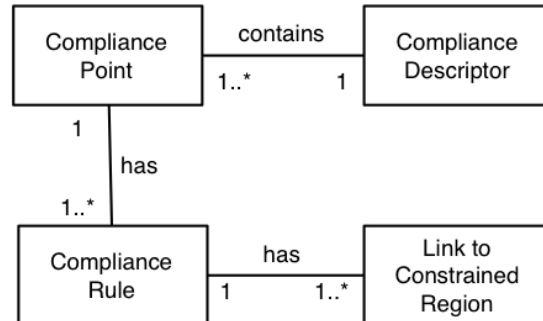 Compliance
Point
contains
1..*
1
Compliance
Descriptor
1
has
1..*
Compliance
Rule
has
1
1..*
Link to
Constrained
Region